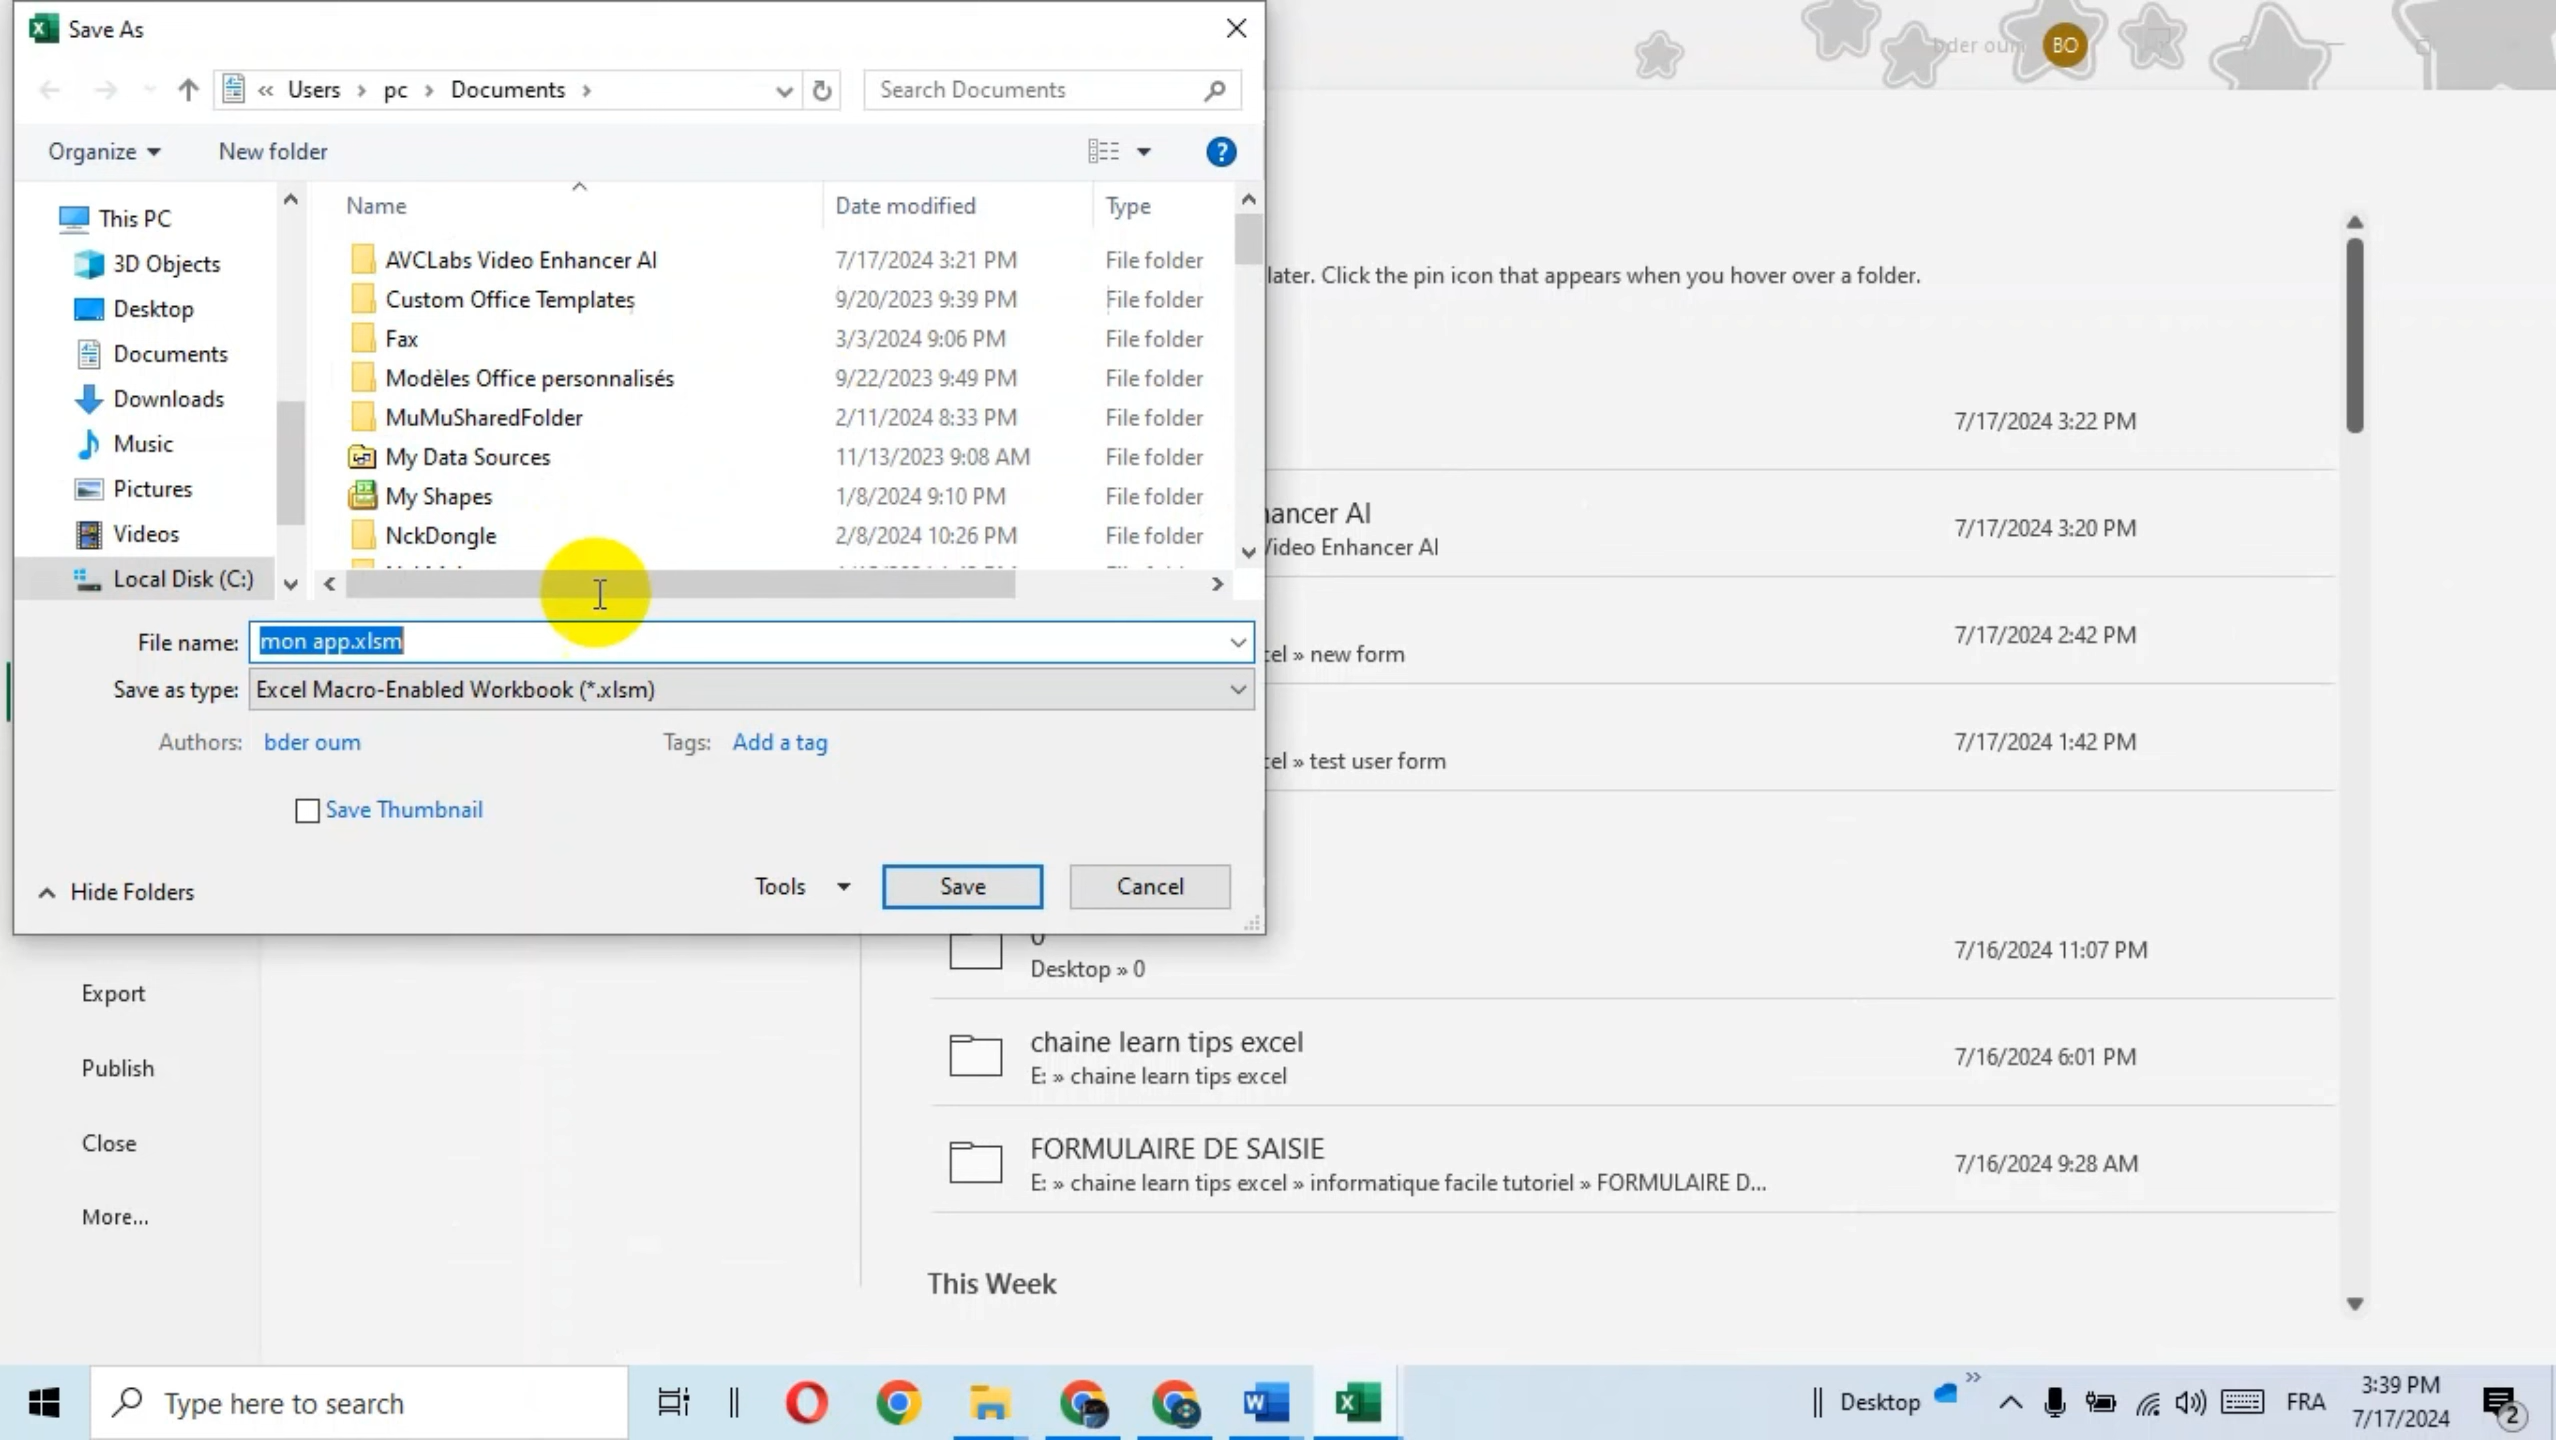 Save As
« Users › pc › Documents ›
Search Documents
bder oum
BO
Organize
New folder
?
Name
Date modified
Type
This PC
3D Objects
Desktop
Documents
Downloads
Music
Pictures
Videos
Local Disk (C:)
AVCLabs Video Enhancer AI 7/17/2024 3:21 PM File folder
Custom Office Templates 9/20/2023 9:39 PM File folder
Fax 3/3/2024 9:06 PM File folder
Modèles Office personnalisés 9/22/2023 9:49 PM File folder
MuMuSharedFolder 2/11/2024 8:33 PM File folder
My Data Sources 11/13/2023 9:08 AM File folder
My Shapes 1/8/2024 9:10 PM File folder
NckDongle 2/8/2024 10:26 PM File folder
File name: mon app.xlsm
Save as type: Excel Macro-Enabled Workbook (*.xlsm)
Authors: bder oum
Tags: Add a tag
Save Thumbnail
Hide Folders
Tools
Save
Cancel
later. Click the pin icon that appears when you hover over a folder.
7/17/2024 3:22 PM
AI
7/17/2024 3:20 PM
Video Enhancer AI
7/17/2024 2:42 PM
» new form
7/17/2024 1:42 PM
» test user form
0
7/16/2024 11:07 PM
Desktop » 0
chaine learn tips excel
7/16/2024 6:01 PM
E: » chaine learn tips excel
FORMULAIRE DE SAISIE
7/16/2024 9:28 AM
E: » chaine learn tips excel » informatique facile tutoriel » FORMULAIRE D...
This Week
Export
Publish
Close
More...
Type here to search
Desktop
FRA
3:39 PM
7/17/2024
2